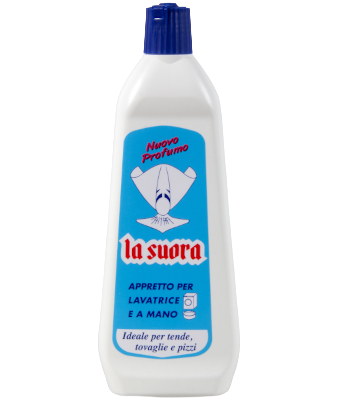 Nuovo
Profumo
la suora
APPRETTO PER
LAVATRICE
E A MANO
Ideale per tende,
tovaglie e pizzi